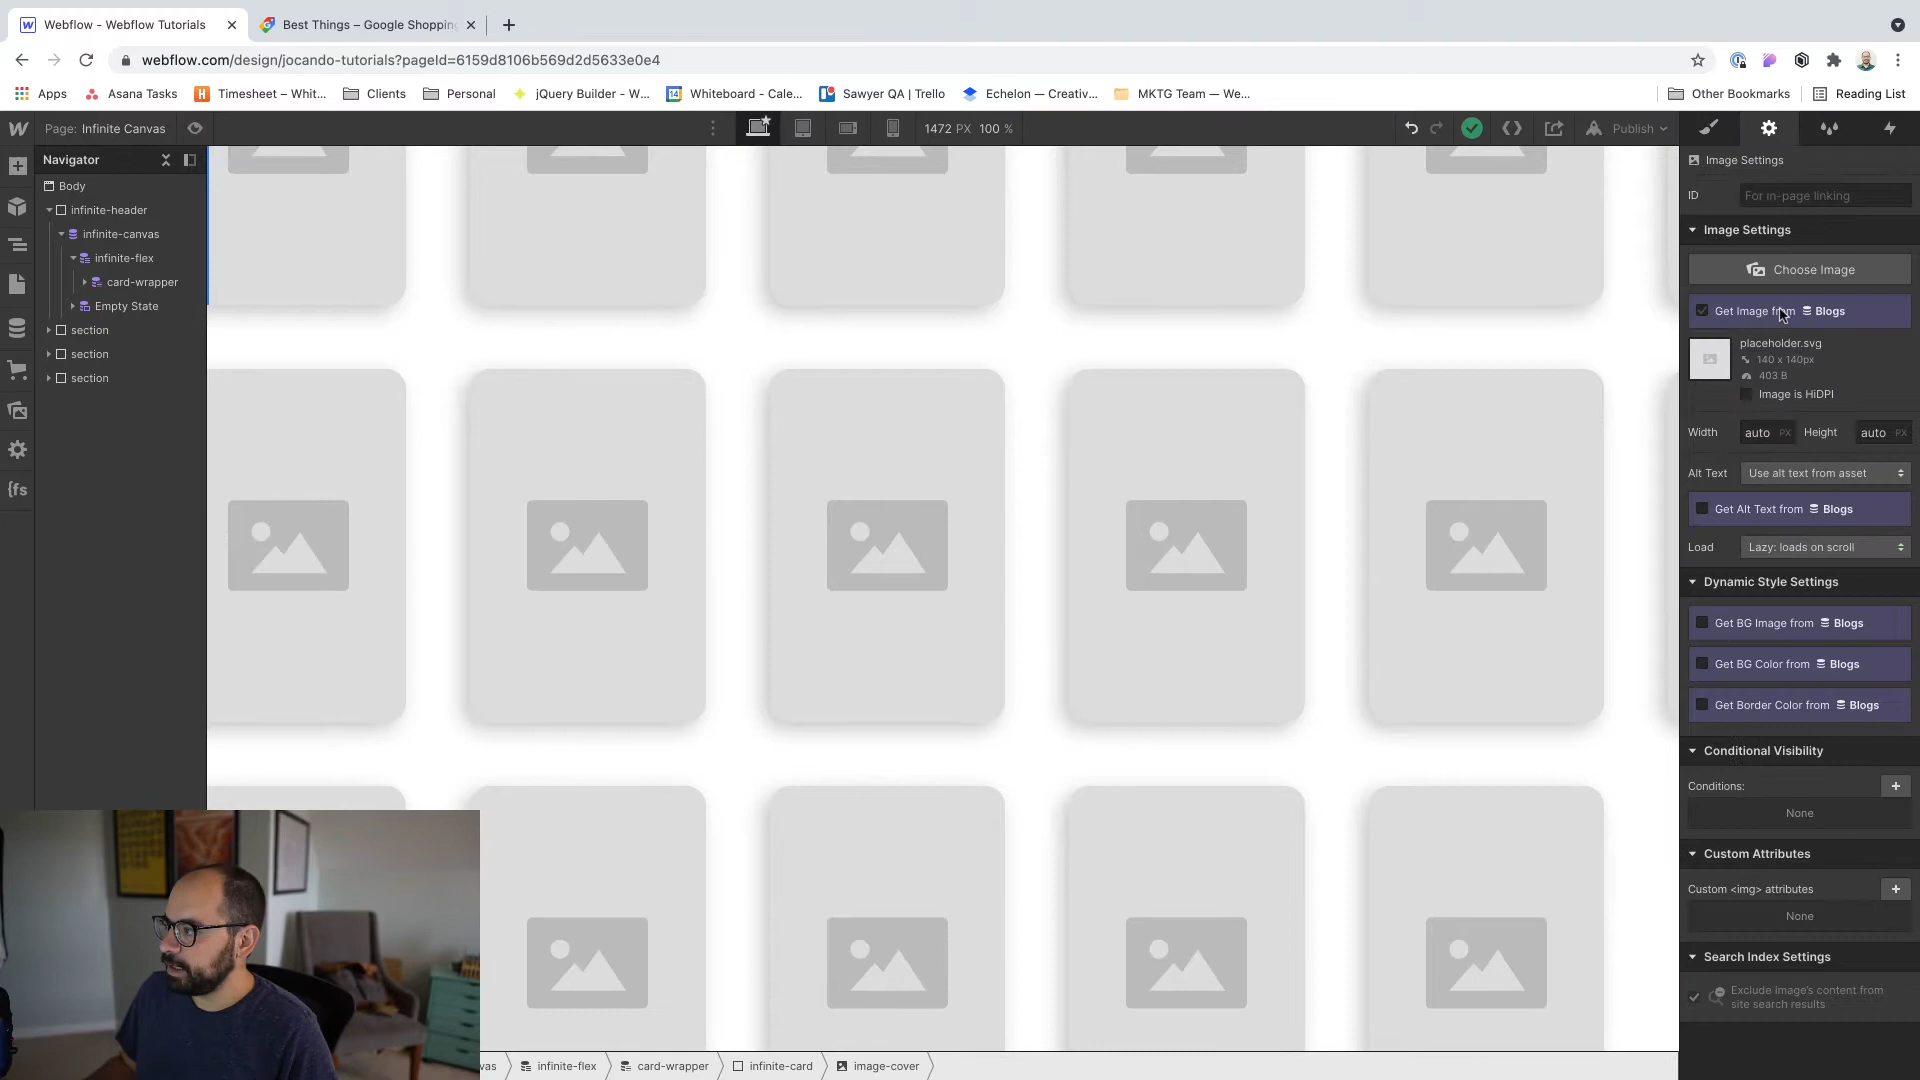 Webflow - Webflow Tutorials
Best Things – Google Shopping
webflow.com/design/jocando-tutorials?pageId=6159d8106b569d2d5633e0e4
Apps
Asana Tasks
Timesheet – Whit...
Clients
Personal
jQuery Builder - W...
Whiteboard - Cale...
Sawyer QA | Trello
Echelon — Creativ...
MKTG Team — We...
Other Bookmarks
Reading List
Page: Infinite Canvas
1472 PX 100 %
Publish
Navigator
Body
infinite-header
infinite-canvas
infinite-flex
card-wrapper
Empty State
section
section
section
Image Settings
ID
For in-page linking
Image Settings
Choose Image
Get Image from Blogs
placeholder.svg
140 x 140px
403 B
Image is HiDPI
Width auto PX Height auto PX
Alt Text Use alt text from asset
Get Alt Text from Blogs
Load Lazy: loads on scroll
Dynamic Style Settings
Get BG Image from Blogs
Get BG Color from Blogs
Get Border Color from Blogs
Conditional Visibility
Conditions:
None
Custom Attributes
Custom <img> attributes
None
Search Index Settings
Exclude Image's content from
site search results
vas
infinite-flex
card-wrapper
infinite-card
image-cover